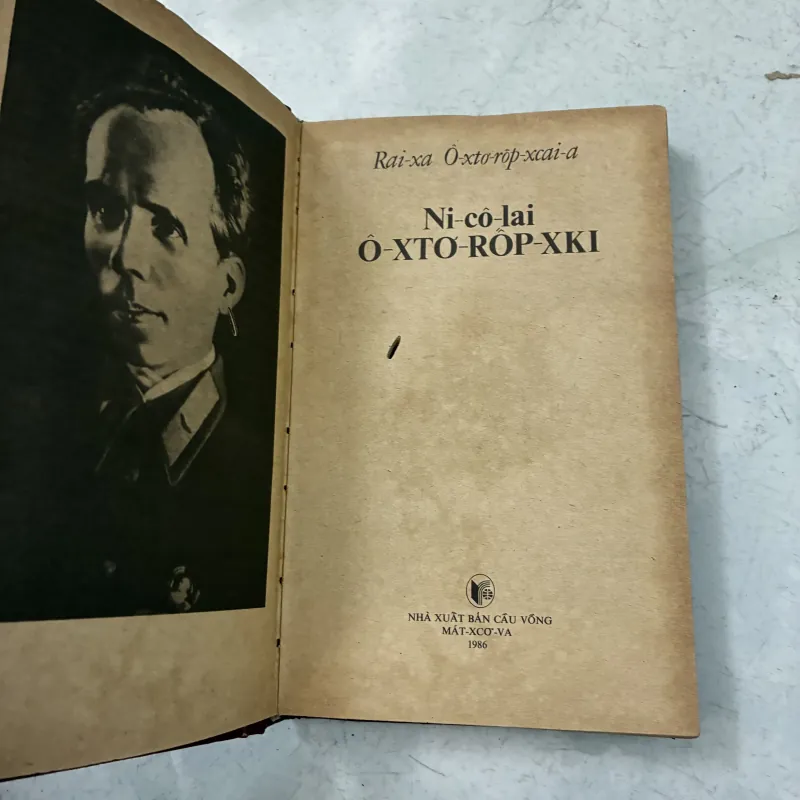 Rai-xa Ô-xtơ-rốp-xcai-a
Ni-cô-lai
Ô-XTƠ-RỐP-XKI
NHÀ XUẤT BẢN CẦU VỒNG
MÁT-XCƠ-VA
1986